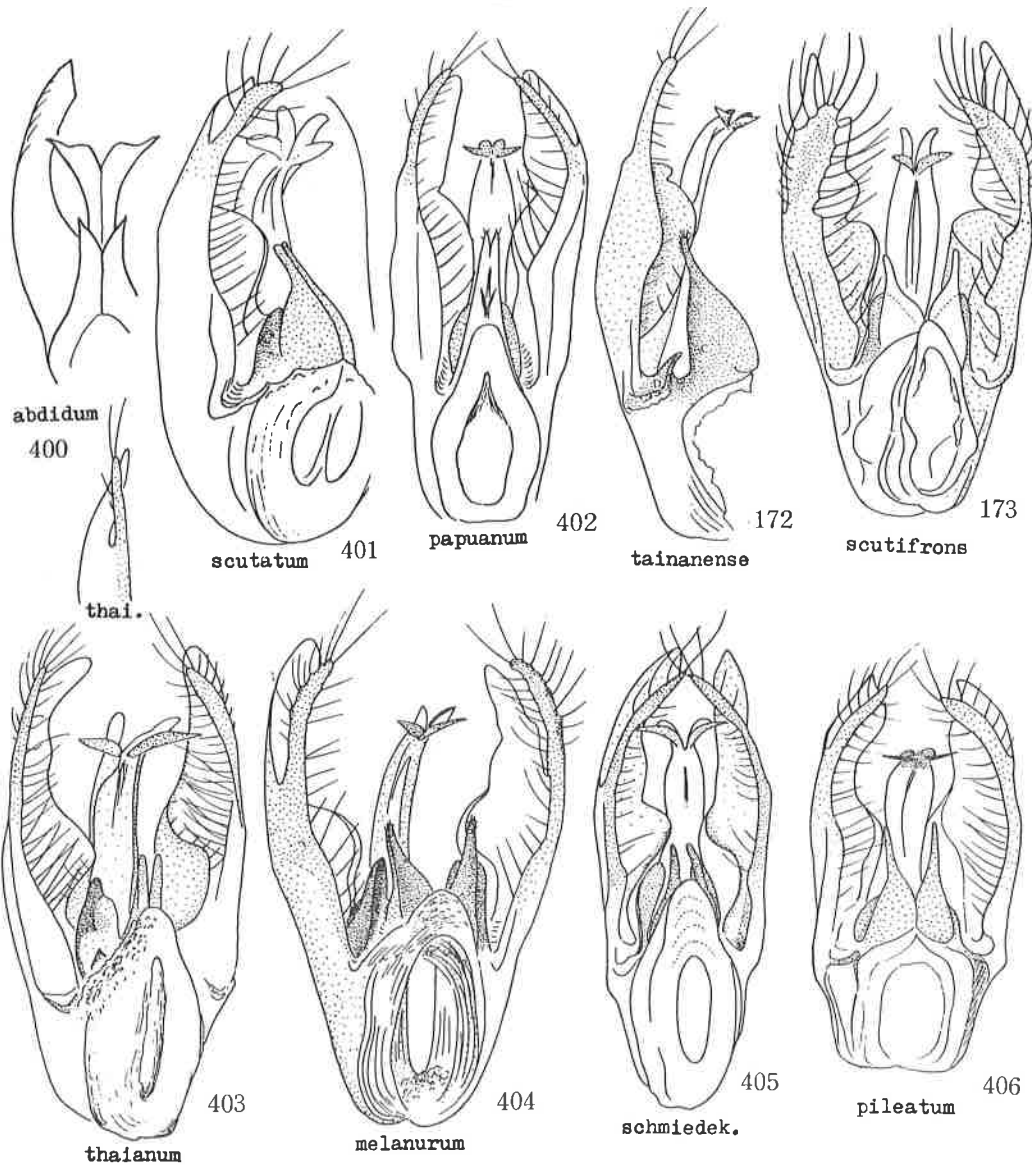 abdidum
400
scutatum
401
papuanum
402
tainanense
172
scutifrons
173
thai.
thaianum
403
melanurum
404
schmiedek.
405
pileatum
406